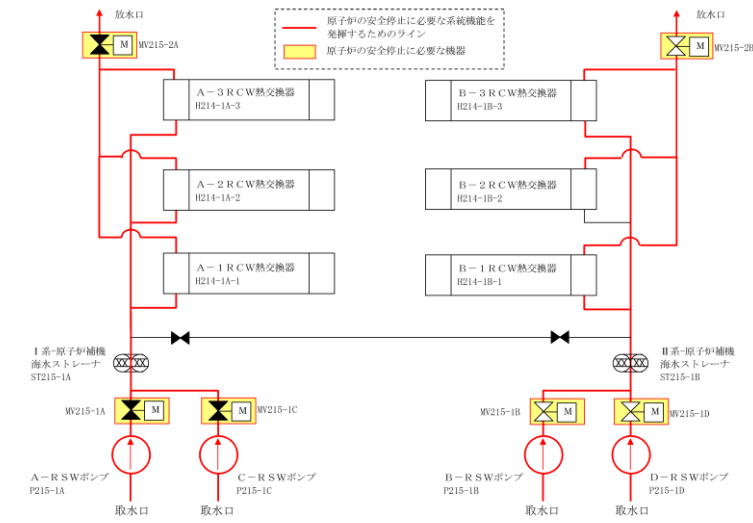 放水口
MV215-2A
M
原子炉の安全停止に必要な系統機能を
発揮するためのライン
原子炉の安全停止に必要な機器
放水口
M
MV215-2B
A－3RCW熱交換器
H214-1A-3
B－3RCW熱交換器
H214-1B-3
A－2RCW熱交換器
H214-1A-2
B－2RCW熱交換器
H214-1B-2
A－1RCW熱交換器
H214-1A-1
B－1RCW熱交換器
H214-1B-1
Ⅰ系-原子炉補機
海水ストレーナ
ST215-1A
Ⅱ系-原子炉補機
海水ストレーナ
ST215-1B
MV215-1A
M
M
MV215-1C
MV215-1B
M
M
MV215-1D
A－RSWポンプ
P215-1A
C－RSWポンプ
P215-1C
B－RSWポンプ
P215-1B
D－RSWポンプ
P215-1D
取水口
取水口
取水口
取水口